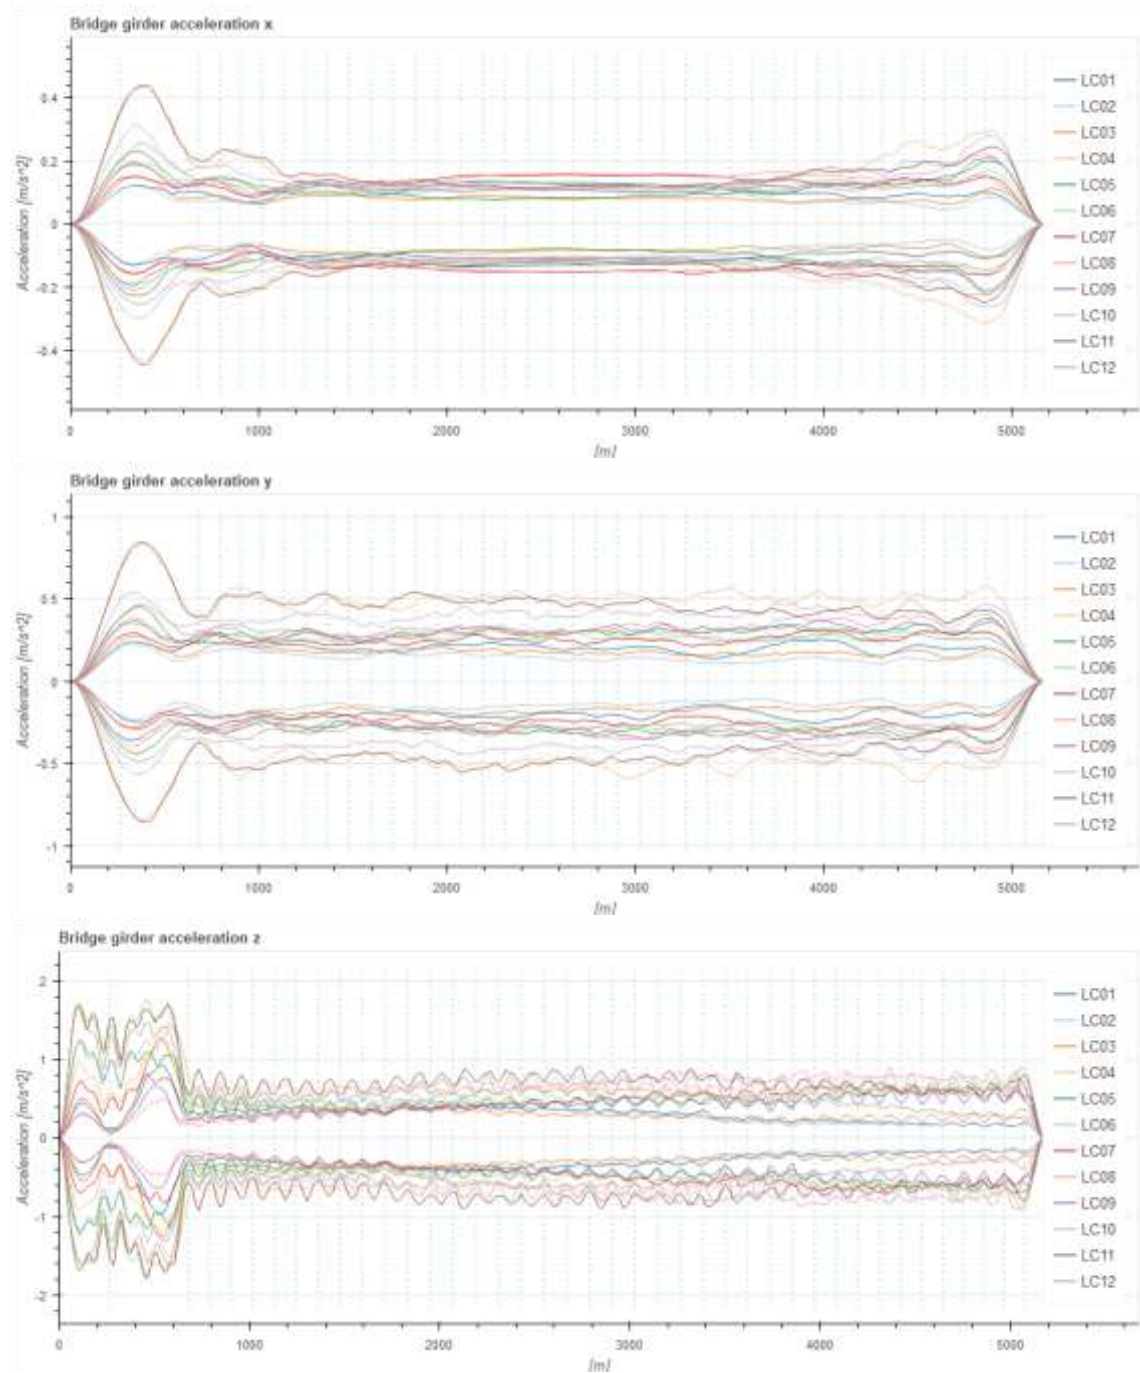 Bridge girder acceleration x
0.4
0.2
0
-0.2
-0.4
Acceleration [m/s^2]
0 1000 2000 3000 4000 5000
[m]
LC01
LC02
LC03
LC04
LC05
LC06
LC07
LC08
LC09
LC10
LC11
LC12
Bridge girder acceleration y
1
0.5
0
-0.5
-1
Acceleration [m/s^2]
0 1000 2000 3000 4000 5000
[m]
LC01
LC02
LC03
LC04
LC05
LC06
LC07
LC08
LC09
LC10
LC11
LC12
Bridge girder acceleration z
2
1
0
-1
-2
Acceleration [m/s^2]
0 1000 2000 3000 4000 5000
[m]
LC01
LC02
LC03
LC04
LC05
LC06
LC07
LC08
LC09
LC10
LC11
LC12